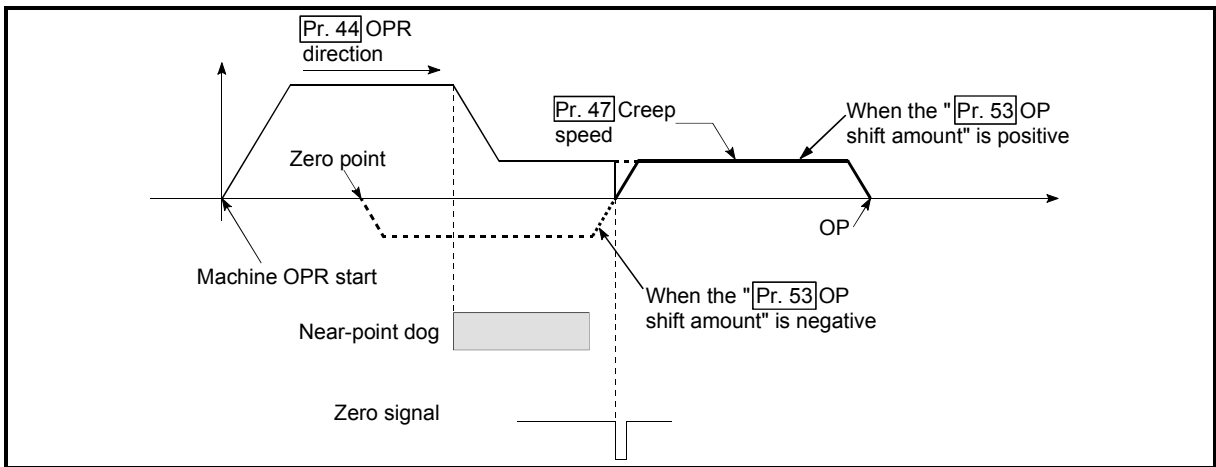 Pr. 44 OPR
direction
Pr. 47 Creep
speed
When the " Pr. 53 OP
shift amount" is positive
Zero point
OP
Machine OPR start
When the " Pr. 53 OP
shift amount" is negative
Near-point dog
Zero signal